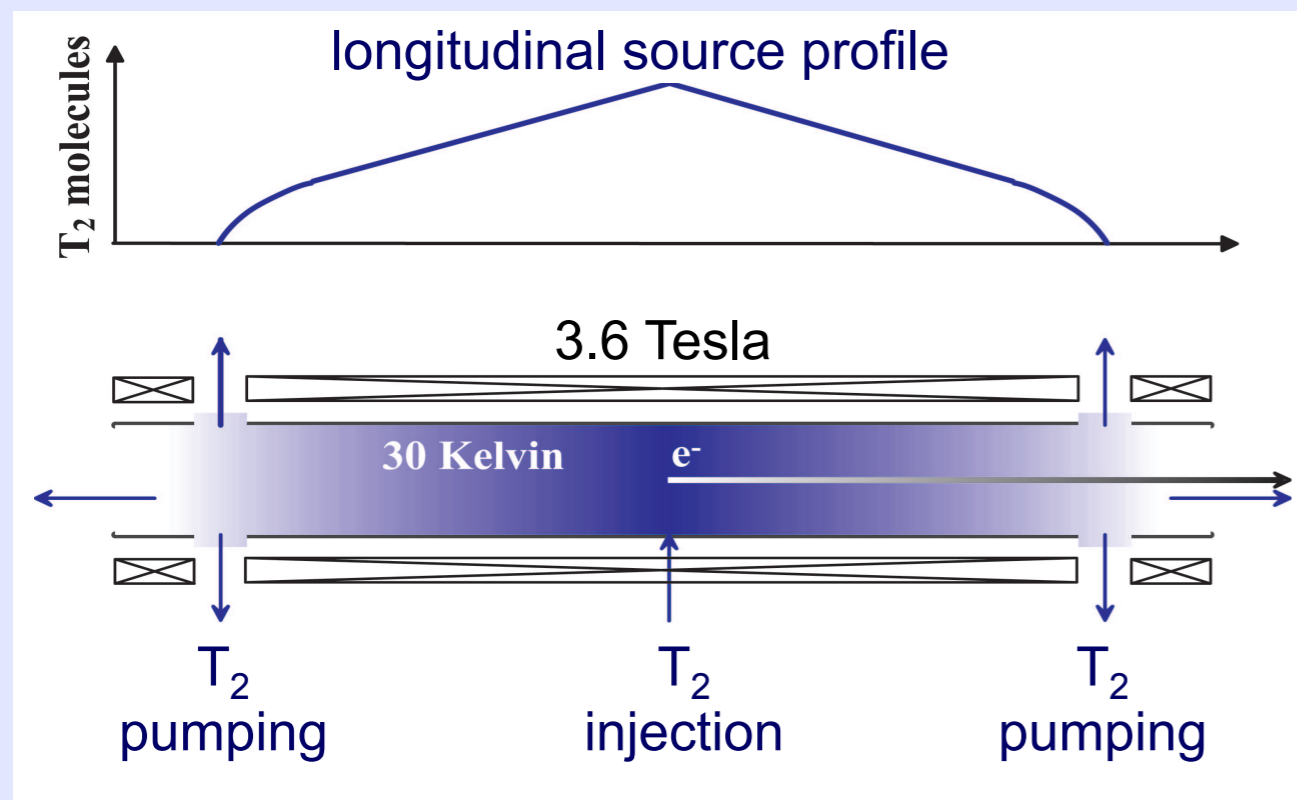 longitudinal source profile
T₂ molecules
3.6 Tesla
30 Kelvin e⁻
T₂ T₂ T₂
pumping injection pumping